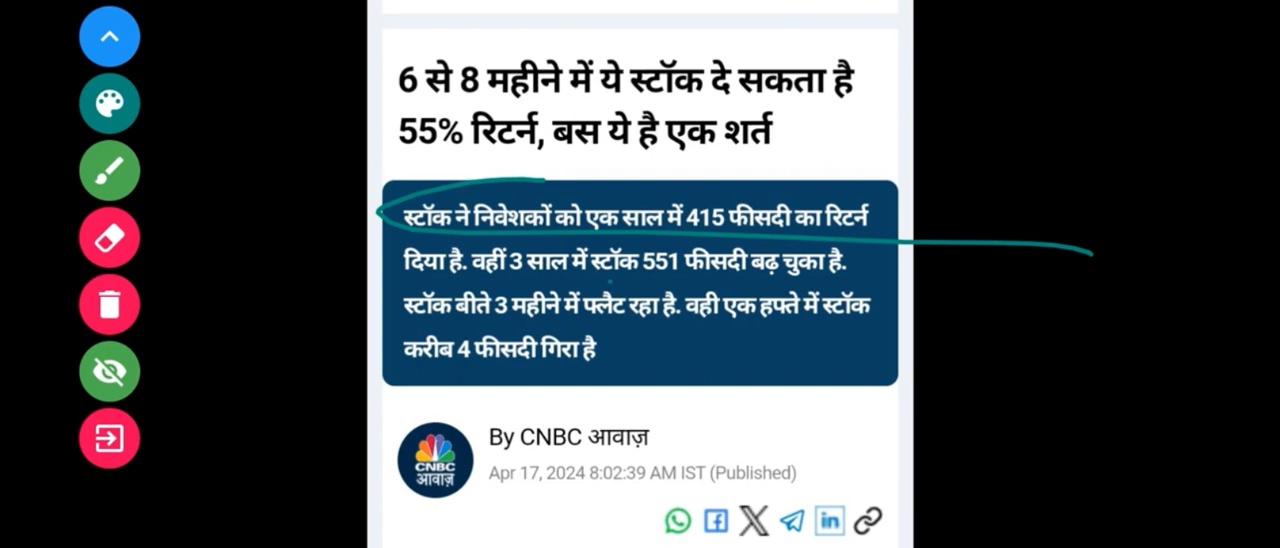 6 से 8 महीने में ये स्टॉक दे सकता है
55% रिटर्न, बस ये है एक शर्त
स्टॉक ने निवेशकों को एक साल में 415 फीसदी का रिटर्न
दिया है. वहीं 3 साल में स्टॉक 551 फीसदी बढ़ चुका है.
स्टॉक बीते 3 महीने में फ्लैट रहा है. वही एक हफ्ते में स्टॉक
करीब 4 फीसदी गिरा है
CNBC
आवाज़
By CNBC आवाज़
Apr 17, 2024 8:02:39 AM IST (Published)